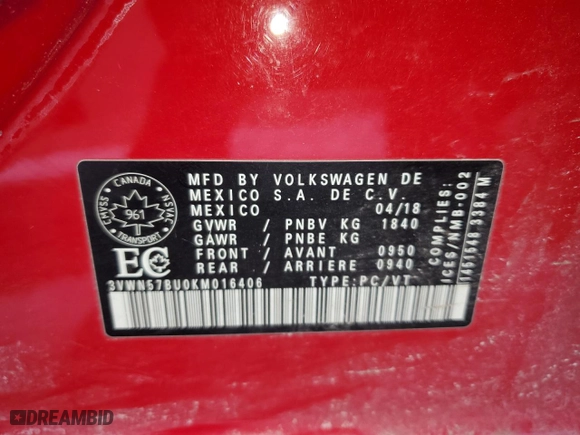 MFD BY VOLKSWAGEN DE
MEXICO S.A. DE C.V.
MEXICO 04/18
GVWR / PNBV KG 1840
GAWR / PNBE KG
FRONT / AVANT 0950
REAR / ARRIERE 0940
3VWN57BU0KM016406 TYPE:PC/VT
CANADA
CMVSS
961
NSVAC
TRANSPORT
EC
COMPLIES:
ICES/NMB-002
DREAMBID